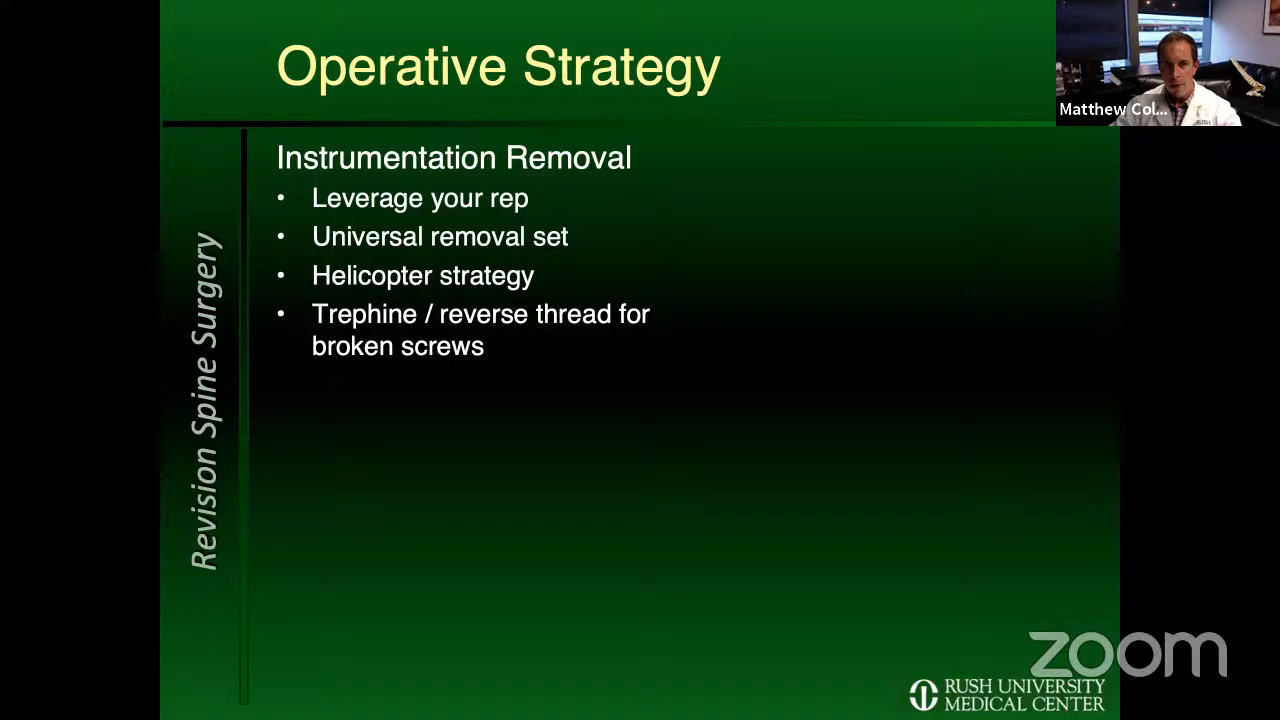 Operative Strategy
Matthew Col...
Instrumentation Removal
• Leverage your rep
• Universal removal set
• Helicopter strategy
• Trephine / reverse thread for
broken screws
Revision Spine Surgery
zoom
RUSH UNIVERSITY
MEDICAL CENTER
RUSH